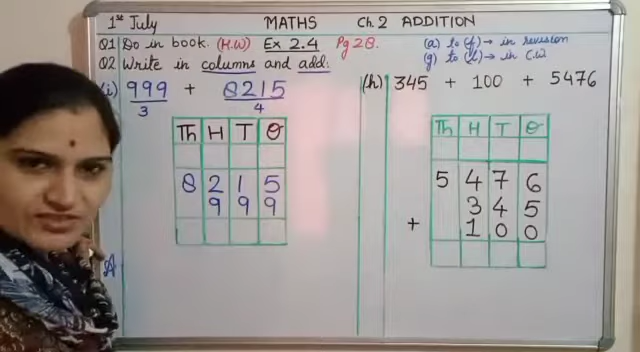 1st July MATHS Ch. 2 ADDITION
Q1 Do in book. (H.W) Ex 2.4 Pg 28. (a) to (f) → in revision
Q2 Write in columns and add. (g) to (l) → in C.W
(i) 999 + 8215
3 4
Th H T O
8 2 1 5
9 9 9
A
(h) 345 + 100 + 5476
Th H T O
5 4 7 6
3 4 5
+ 1 0 0